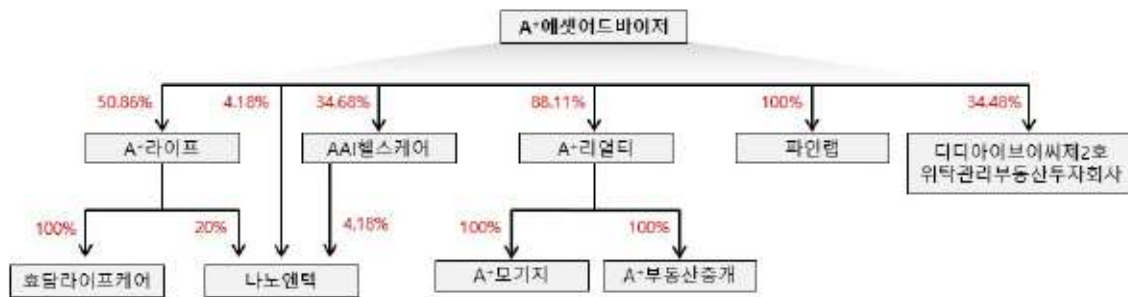 A⁺에셋어드바이저
50.86%
4.18%
34.68%
88.11%
100%
34.48%
A⁺라이프
AAI헬스케어
A⁺리얼티
파인랩
디디아이브이씨제2호
위탁관리부동산투자회사
100%
20%
4.18%
100%
100%
효담라이프케어
나노엔텍
A⁺모기지
A⁺부동산중개